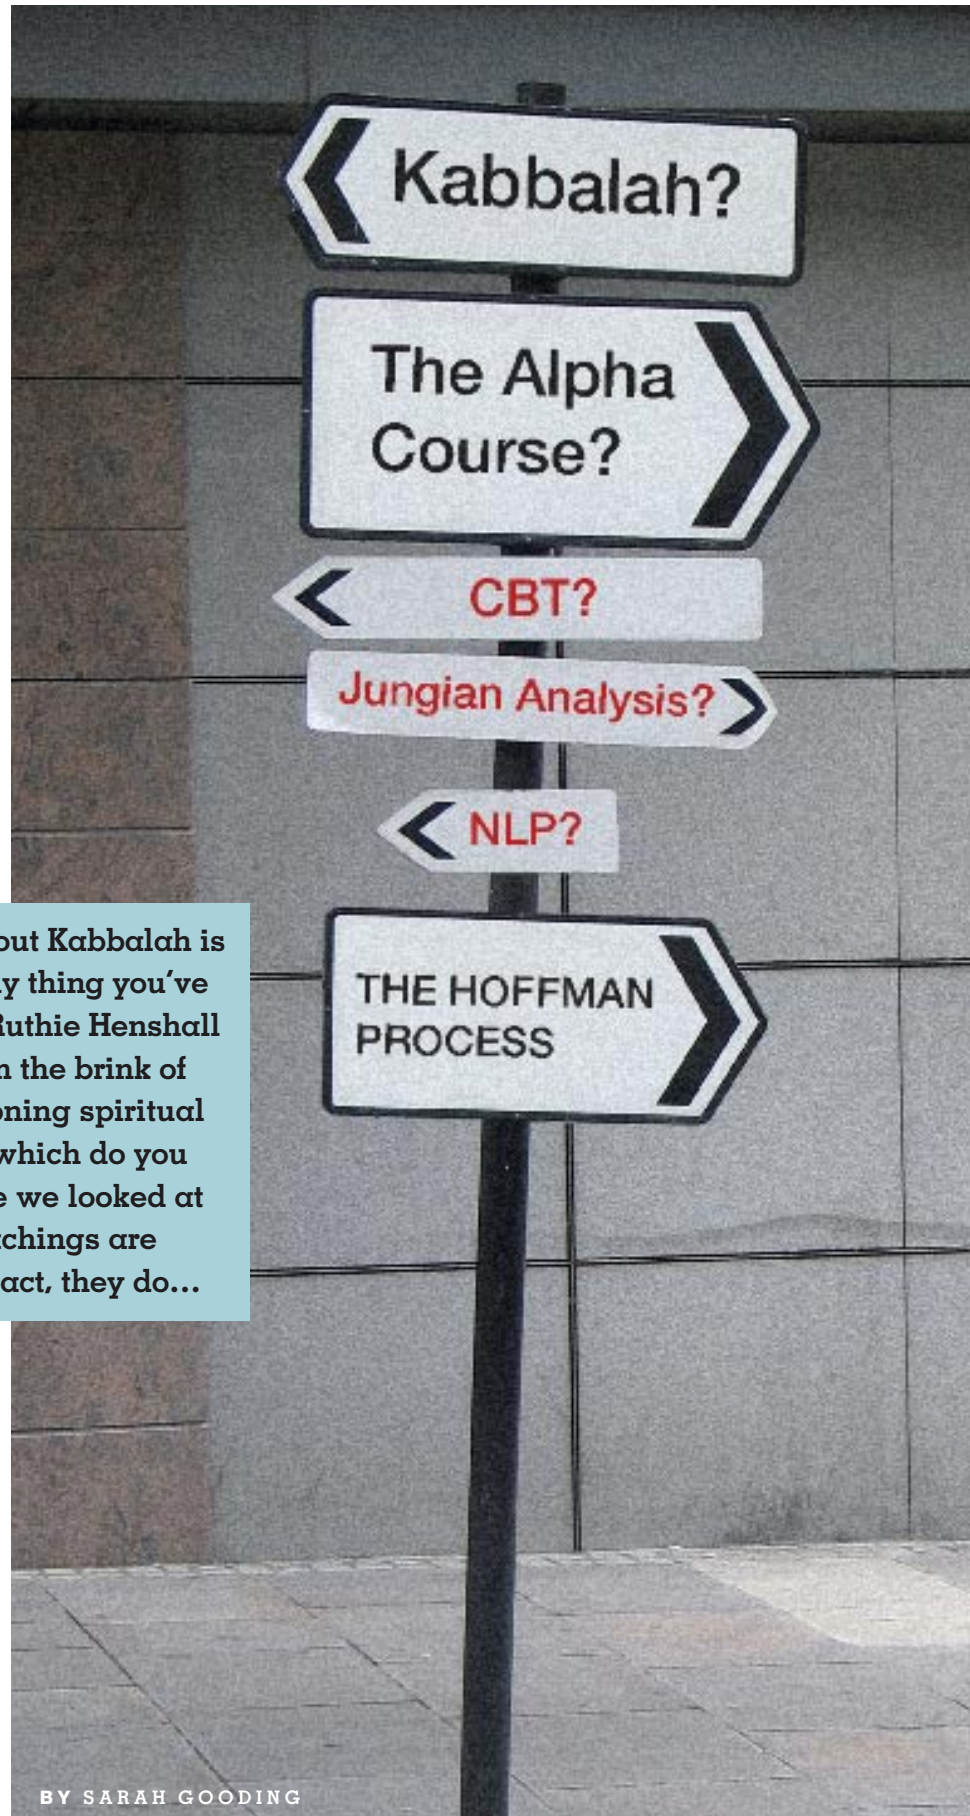 Kabbalah?
The Alpha
Course?
CBT?
Jungian Analysis?
NLP?
THE HOFFMAN
PROCESS
out Kabbalah is
y thing you've
Ruthie Henshall
n the brink of
oning spiritual
which do you
e we looked at
chings are
act, they do...
BY SARAH GOODING